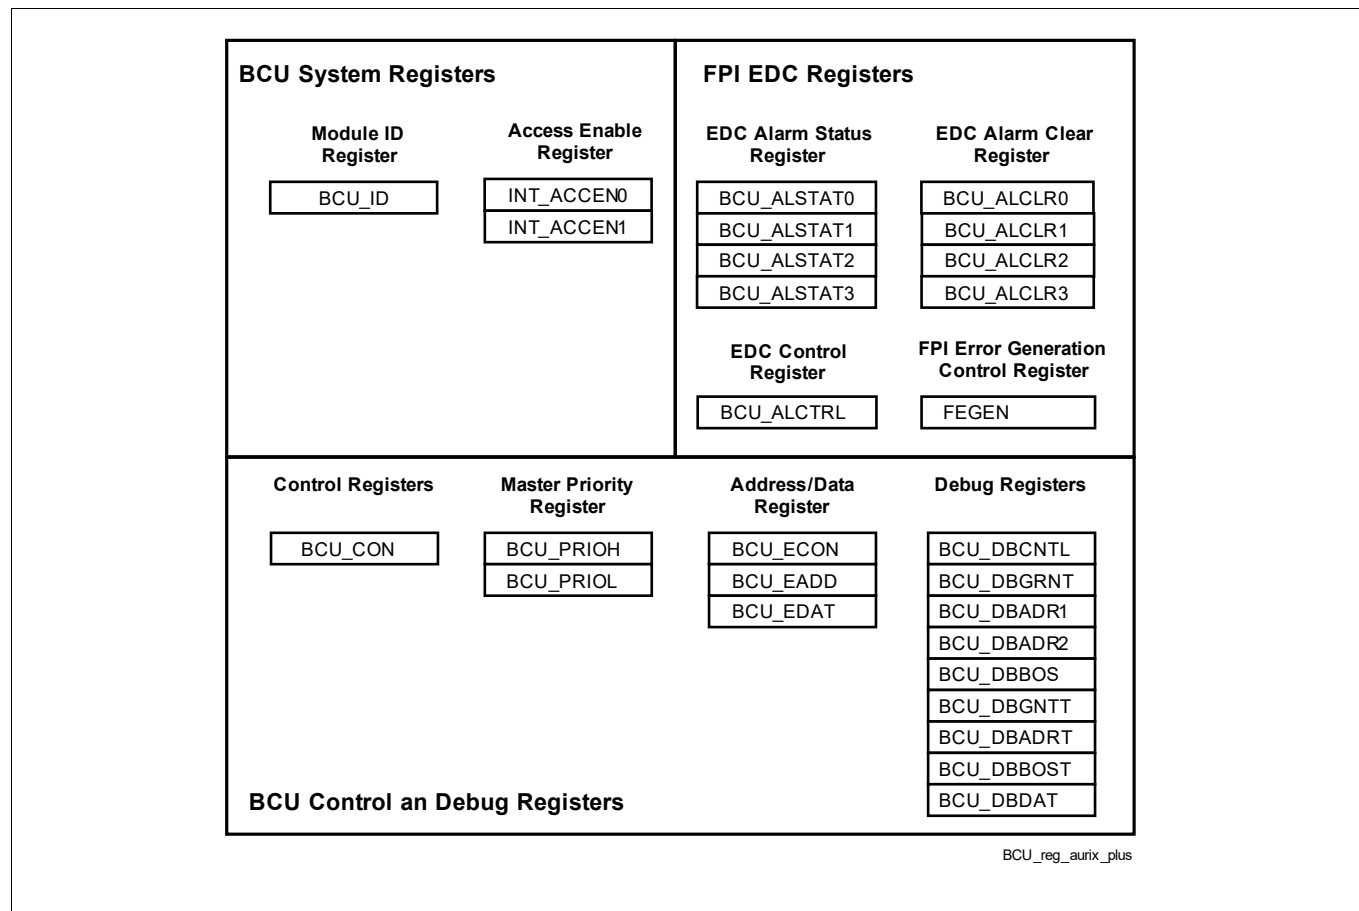 BCU System Registers
Module ID
Register
BCU_ID
Access Enable
Register
INT_ACCEN0
INT_ACCEN1
FPI EDC Registers
EDC Alarm Status
Register
BCU_ALSTAT0
BCU_ALSTAT1
BCU_ALSTAT2
BCU_ALSTAT3
EDC Alarm Clear
Register
BCU_ALCLR0
BCU_ALCLR1
BCU_ALCLR2
BCU_ALCLR3
EDC Control
Register
BCU_ALCTRL
FPI Error Generation
Control Register
FEGEN
Control Registers
BCU_CON
Master Priority
Register
BCU_PRIOH
BCU_PRIOL
Address/Data
Register
BCU_ECON
BCU_EADD
BCU_EDAT
Debug Registers
BCU_DBCNTL
BCU_DBGRNT
BCU_DBADR1
BCU_DBADR2
BCU_DBBOS
BCU_DBGNTT
BCU_DBADRT
BCU_DBBOST
BCU_DBDAT
BCU Control an Debug Registers
BCU_reg_aurix_plus